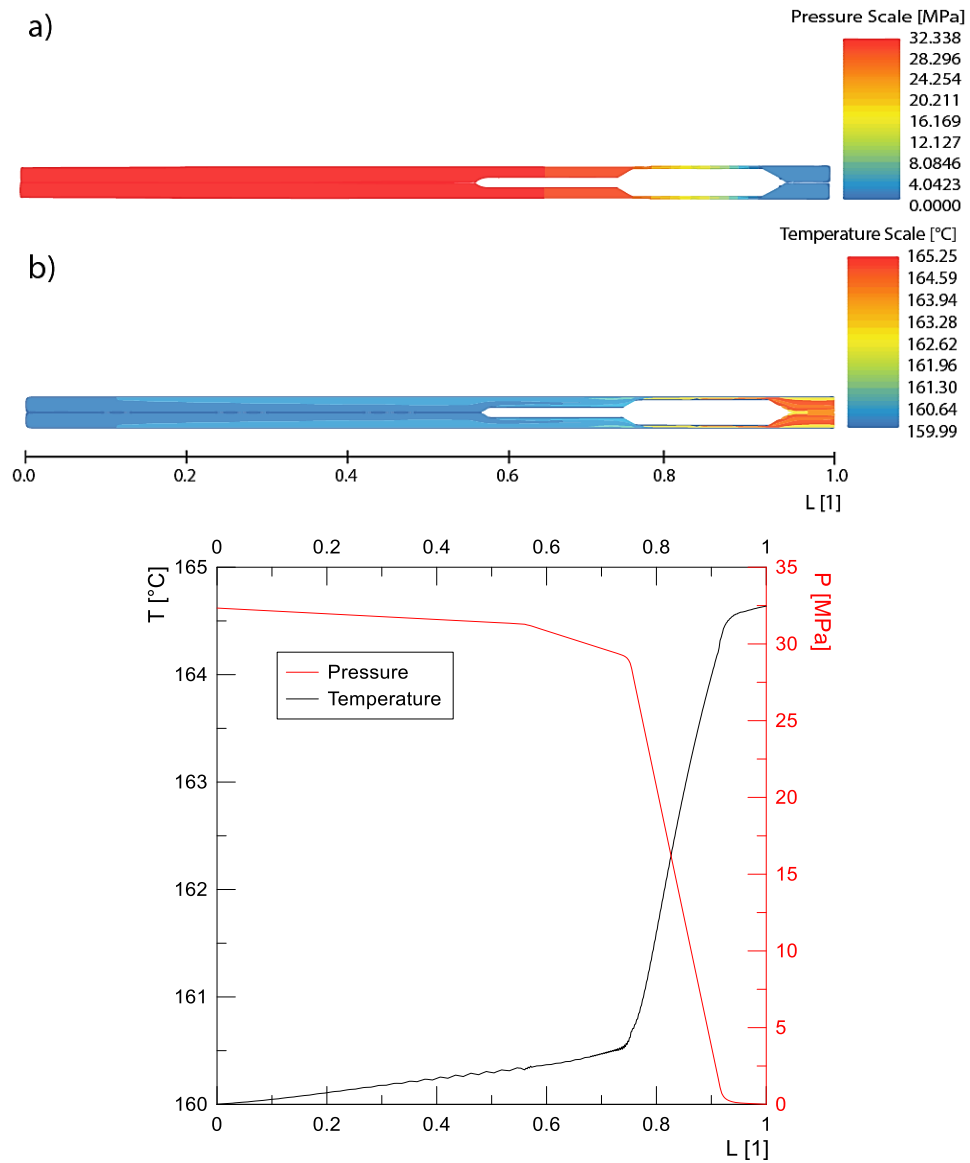 a)
Pressure Scale [MPa]
32.338
28.296
24.254
20.211
16.169
12.127
8.0846
4.0423
0.0000
b)
Temperature Scale [°C]
165.25
164.59
163.94
163.28
162.62
161.96
161.30
160.64
159.99
0.0 0.2 0.4 0.6 0.8 1.0
L [1]
0 0.2 0.4 0.6 0.8 1
T [°C]
165
164
163
162
161
160
Pressure
Temperature
P [MPa]
35
30
25
20
15
10
5
0
0 0.2 0.4 0.6 0.8 1
L [1]